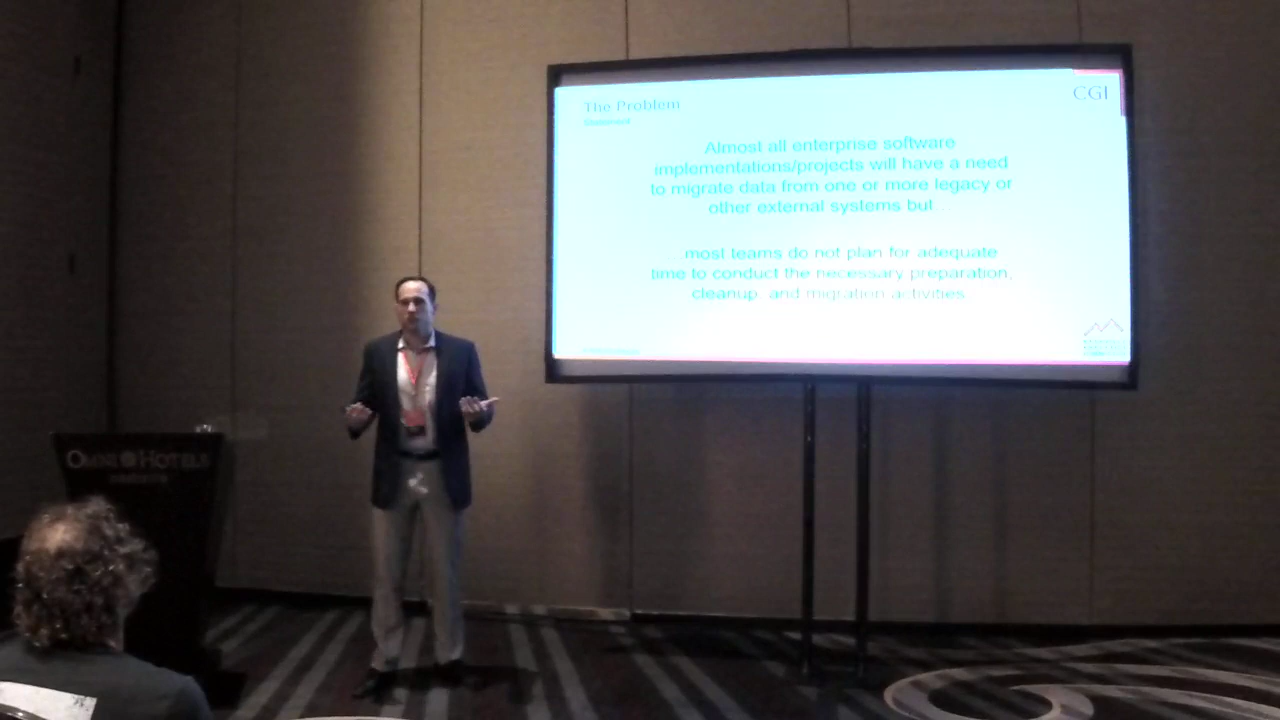 The Problem
Statement
CGI
Almost all enterprise software
implementations/projects will have a need
to migrate data from one or more legacy or
other external systems but
most teams do not plan for adequate
time to conduct the necessary preparation,
cleanup, and migration activities
OMNI HOTELS